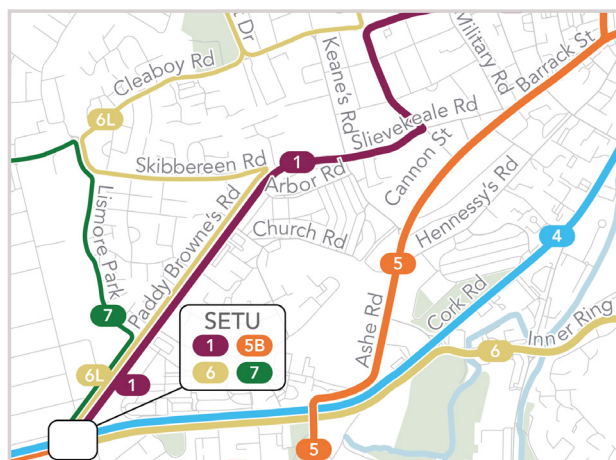 t Dr
Cleaboy Rd
Keane's Rd
Military Rd
Barrack St
6L
Slievekeale Rd
Skibbereen Rd
1
Arbor Rd
Cannon St
Lismore Park
Paddy Browne's Rd
Church Rd
Hennessy's Rd
4
5
Cork Rd
7
SETU
1 5B
6 7
Ashe Rd
Inner Ring
6
6L
1
5